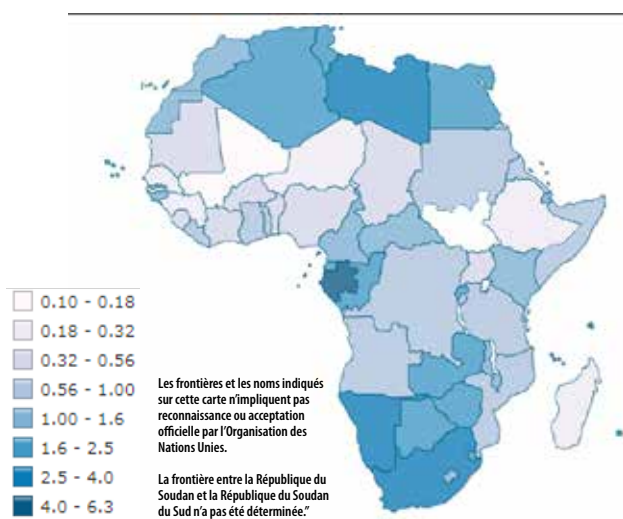 0.10 - 0.18
0.18 - 0.32
0.32 - 0.56
0.56 - 1.00
1.00 - 1.6
1.6 - 2.5
2.5 - 4.0
4.0 - 6.3
Les frontières et les noms indiqués
sur cette carte n'impliquent pas
reconnaissance ou acceptation
officielle par l'Organisation des
Nations Unies.
La frontière entre la République du
Soudan et la République du Soudan
du Sud n'a pas été déterminée."